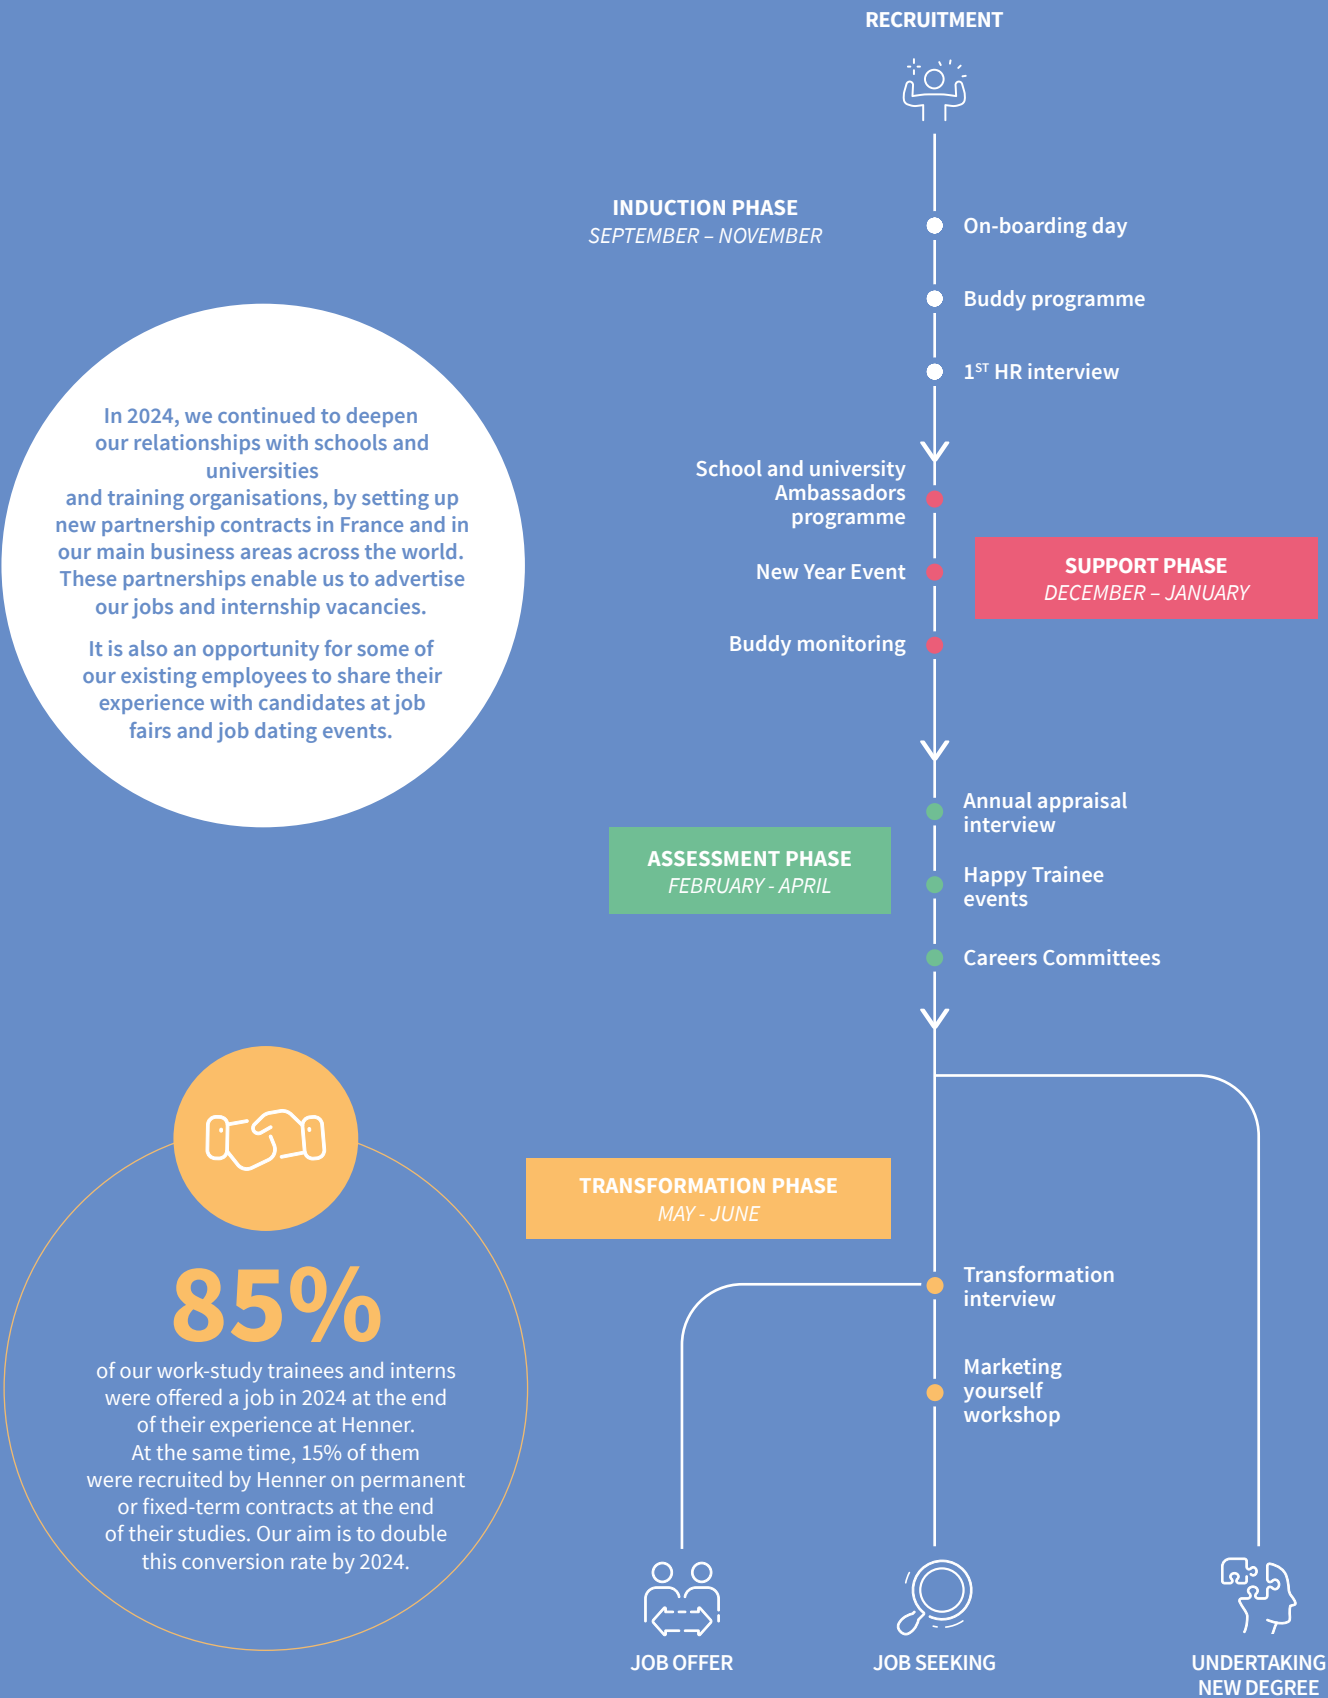 RECRUITMENT
INDUCTION PHASE
SEPTEMBER – NOVEMBER
On-boarding day
Buddy programme
1ST HR interview
In 2024, we continued to deepen
our relationships with schools and
universities
and training organisations, by setting up
new partnership contracts in France and in
our main business areas across the world.
These partnerships enable us to advertise
our jobs and internship vacancies.
It is also an opportunity for some of
our existing employees to share their
experience with candidates at job
fairs and job dating events.
School and university
Ambassadors
programme
New Year Event
Buddy monitoring
SUPPORT PHASE
DECEMBER – JANUARY
Annual appraisal
interview
Happy Trainee
events
Careers Committees
ASSESSMENT PHASE
FEBRUARY - APRIL
TRANSFORMATION PHASE
MAY - JUNE
Transformation
interview
Marketing
yourself
workshop
85%
of our work-study trainees and interns
were offered a job in 2024 at the end
of their experience at Henner.
At the same time, 15% of them
were recruited by Henner on permanent
or fixed-term contracts at the end
of their studies. Our aim is to double
this conversion rate by 2024.
JOB OFFER
JOB SEEKING
UNDERTAKING
NEW DEGREE